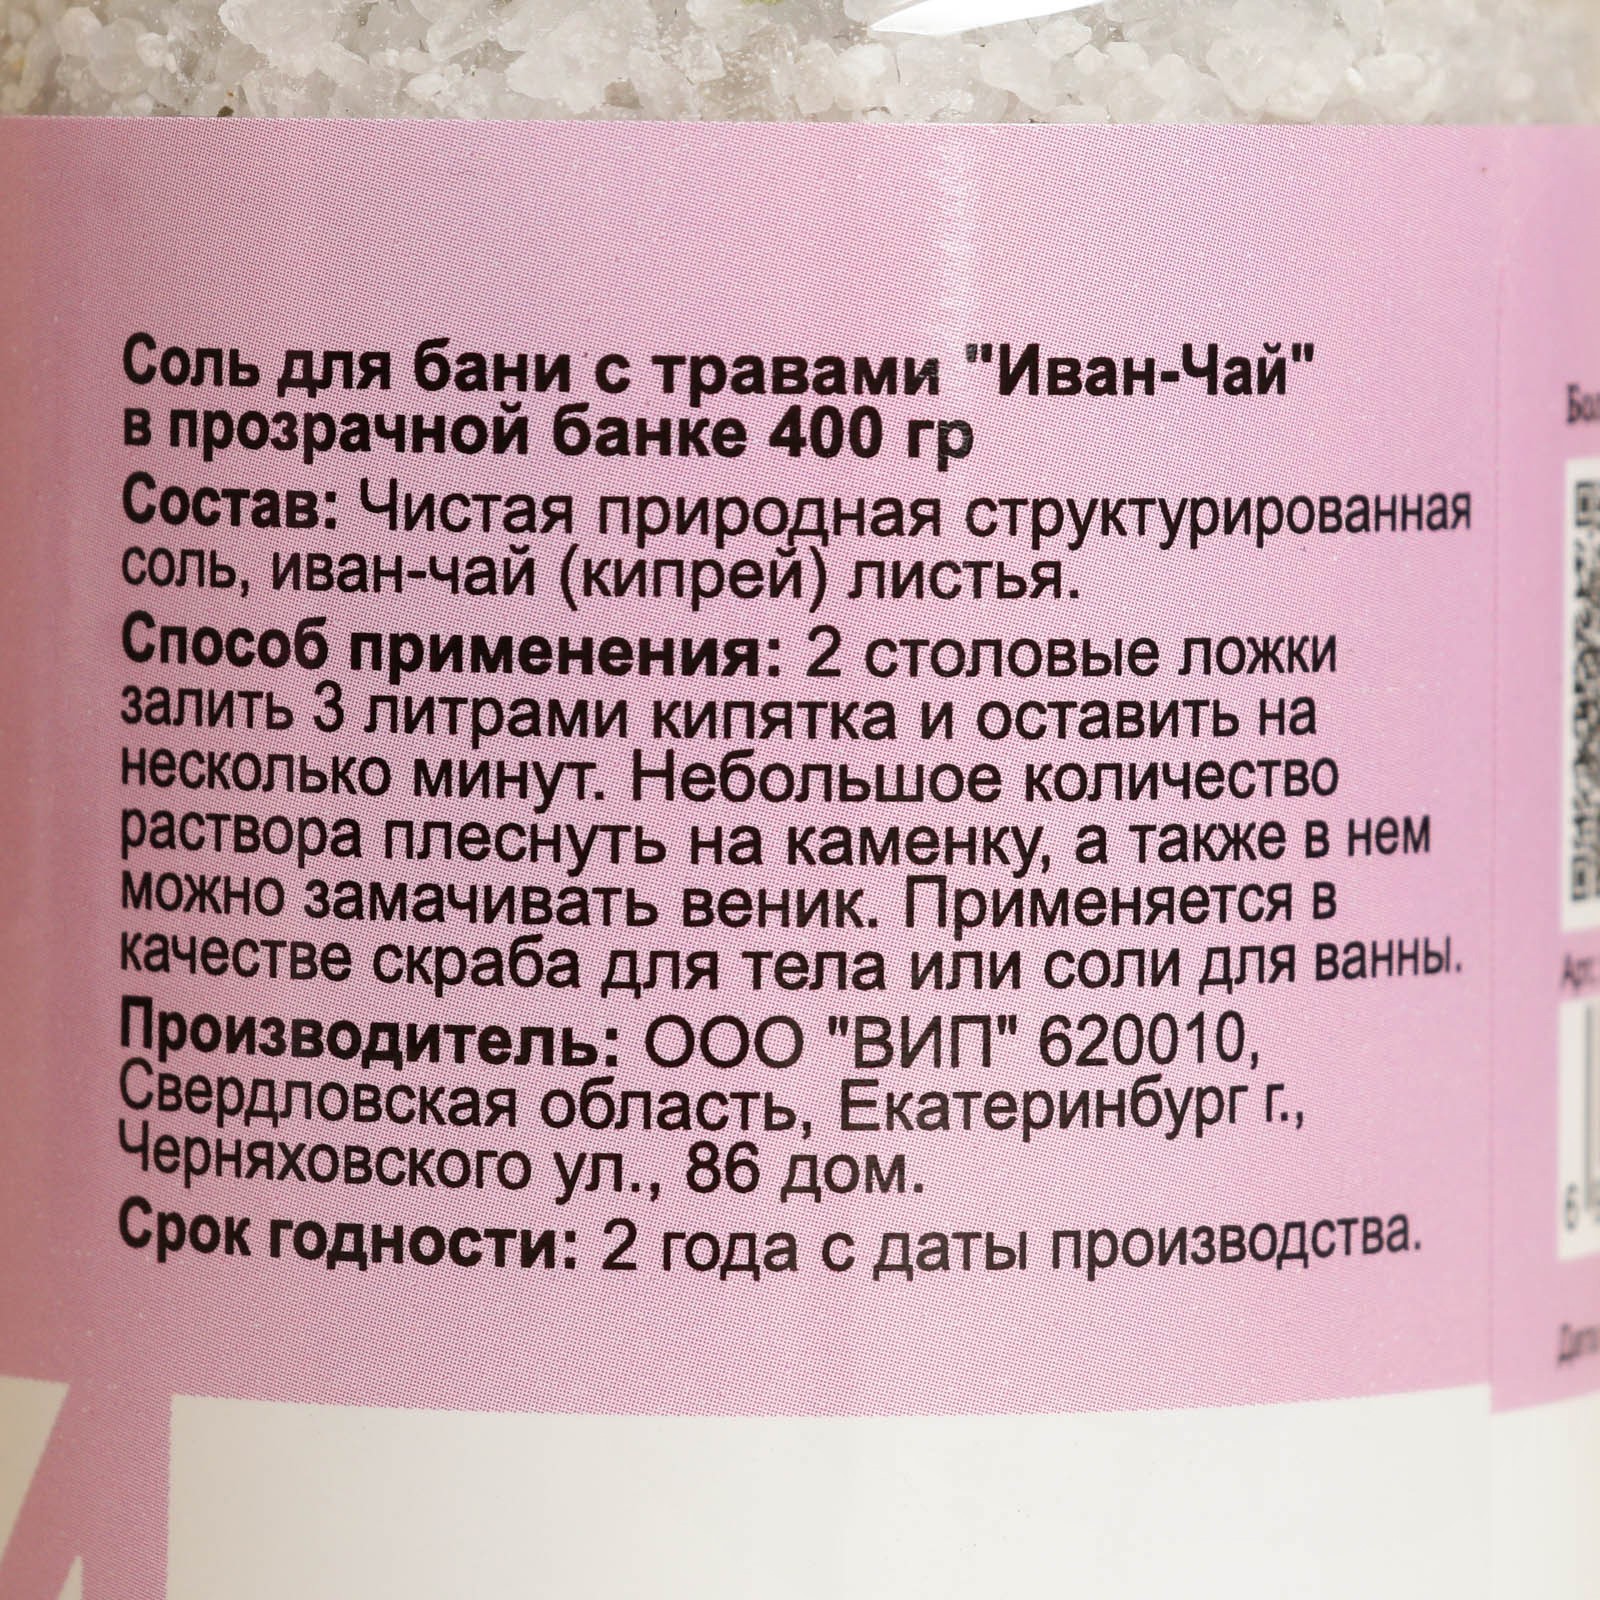 Соль для бани с травами "Иван-Чай"
в прозрачной банке 400 гр
Состав: Чистая природная структурированная
соль, иван-чай (кипрей) листья.
Способ применения: 2 столовые ложки
залить 3 литрами кипятка и оставить на
несколько минут. Небольшое количество
раствора плеснуть на каменку, а также в нем
можно замачивать веник. Применяется в
качестве скраба для тела или соли для ванны.
Производитель: ООО "ВИП" 620010,
Свердловская область, Екатеринбург г.,
Черняховского ул., 86 дом.
Срок годности: 2 года с даты производства.
6